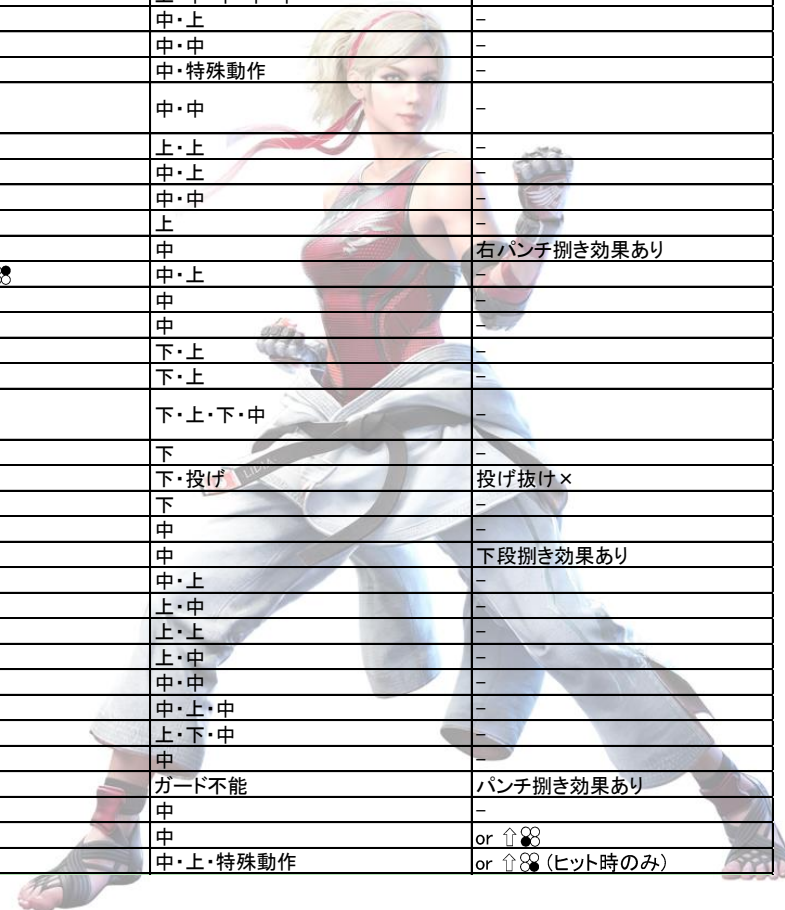 中・上 -
中・中 -
中・特殊動作 -
中・中 -
上・上 -
中・上 -
中・中 -
上 -
中 右パンチ捌き効果あり
中・上 -
中 -
中 -
下・上 -
下・上 -
下・上・下・中 -
下 -
下・投げ 投げ抜け×
下 -
中 -
中 下段捌き効果あり
中・上 -
上・中 -
上・上 -
上・中 -
中・中 -
中・上・中 -
上・下・中 -
中 -
ガード不能 パンチ捌き効果あり
中 -
中 or ⇧
中・上・特殊動作 or ⇧ (ヒット時のみ)